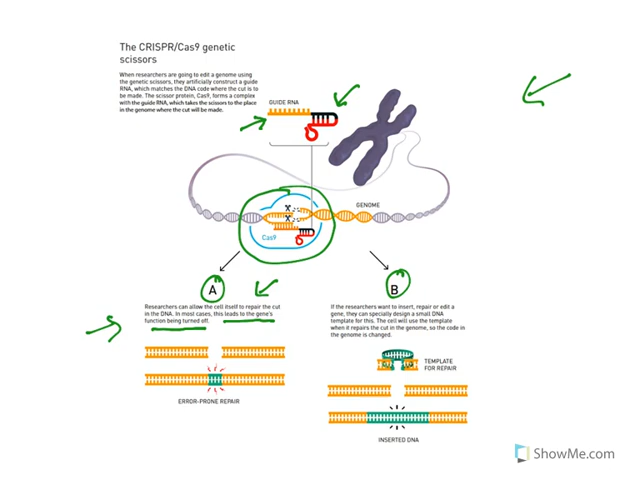 The CRISPR/Cas9 genetic
scissors
When researchers are going to edit a genome using
the genetic scissors, they artificially construct a guide
RNA, which matches the DNA code where the cut is to
be made. The scissor protein, Cas9, forms a complex
with the guide RNA, which takes the scissors to the place
in the genome where the cut will be made.
GUIDE RNA
GENOME
Cas9
A
B
Researchers can allow the cell itself to repair the cut
in the DNA. In most cases, this leads to the gene's
function being turned off.
If the researchers want to insert, repair or edit a
gene, they can specially design a small DNA
template for this. The cell will use the template
when it repairs the cut in the genome, so the code
in the genome is changed.
TEMPLATE
FOR REPAIR
ERROR-PRONE REPAIR
INSERTED DNA
ShowMe.com